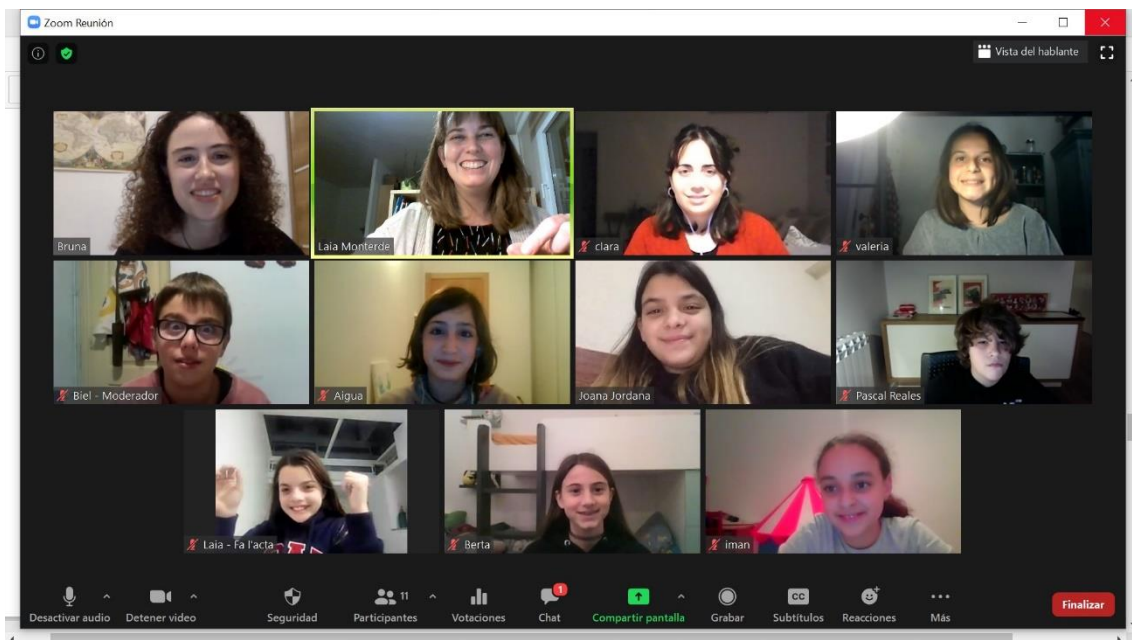 Zoom Reunión
Vista del hablante
Bruna
Laia Monterde
clara
valeria
Biel - Moderador
Aigua
Joana Jordana
Pascal Reales
Laia - Fa l'acta
Berta
iman
Desactivar audio
Detener video
Seguridad
11
Participantes
Votaciones
1
Chat
Compartir pantalla
Grabar
CC
Subtítulos
Reacciones
Más
Finalizar